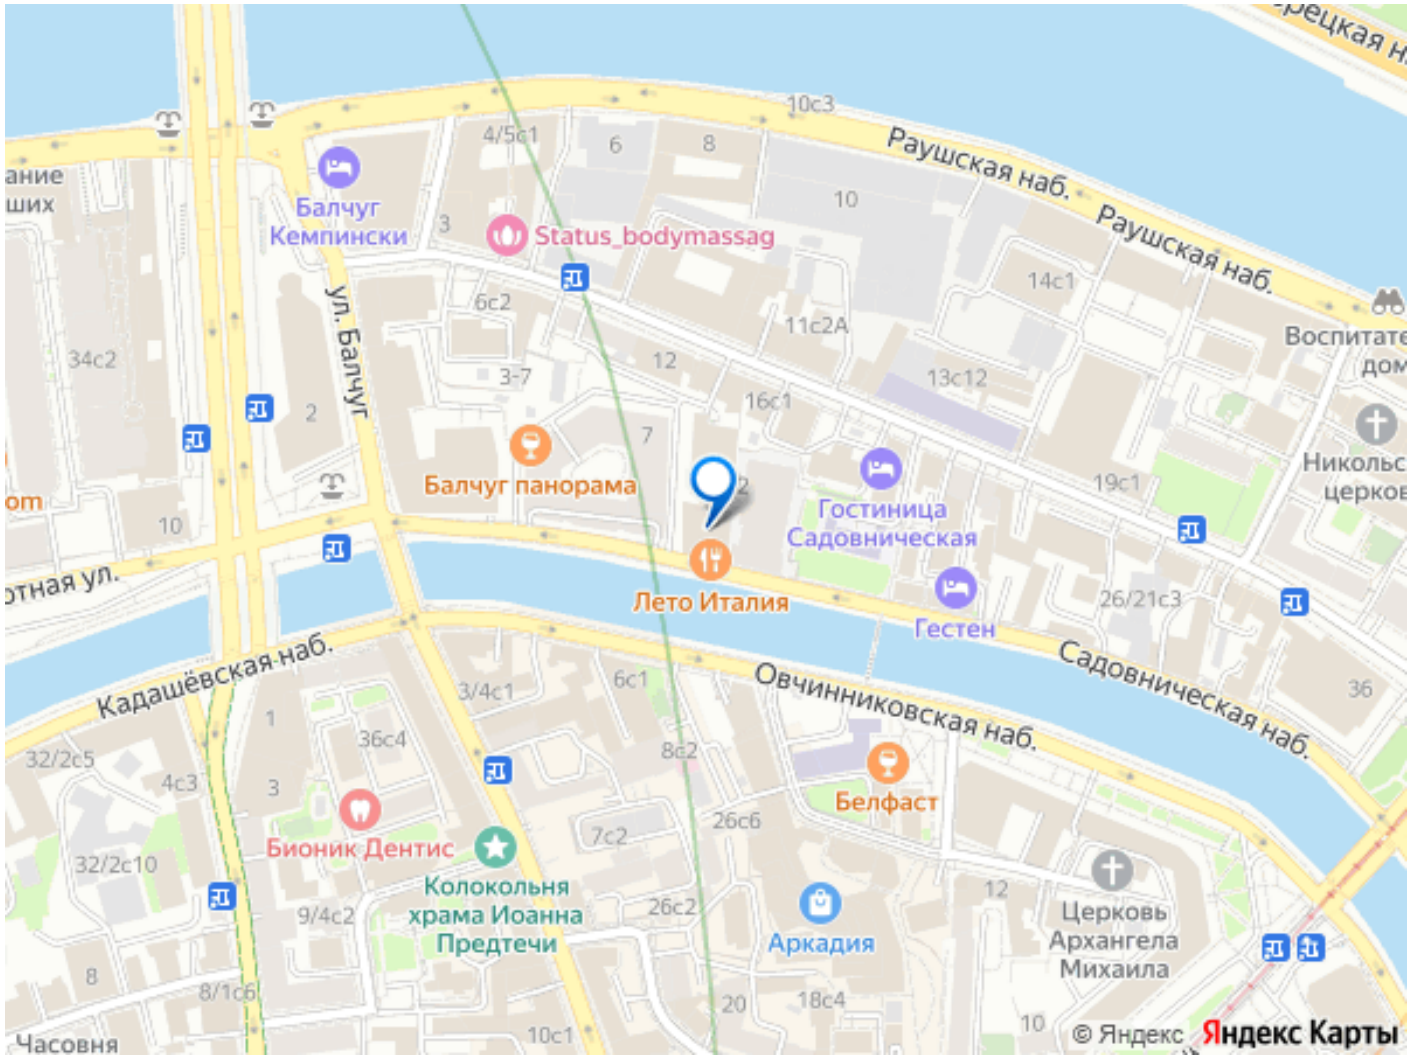 10с3
4/5с1
6
8
Раушская наб.
ание
ших
Балчуг
Кемпински
3
10
Status_bodymassag
Раушская наб.
14с1
6с2
ул. Балчуг
11с2А
Воспитате
дом
34с2
12
3-7
13с12
16с1
2
7
Никольс
церков
Балчуг панорама
19с1
om
10
2
Гостиница
Садовническая
отная ул.
Лето Италия
26/21с3
Гестен
Кадашёвская наб.
Садовническая наб.
6с1
3/4с1
Овчинниковская наб.
36
1
36с4
32/2с5
8с2
4с3
3
Белфаст
7с2
26с6
Бионик Дентис
32/2с10
Колокольня
храма Иоанна
Предтечи
12
9/4с2
26с2
Церковь
Архангела
Михаила
Аркадия
8
8/1с6
20
18с4
10
10с1
Часовня
© Яндекс Яндекс Карты